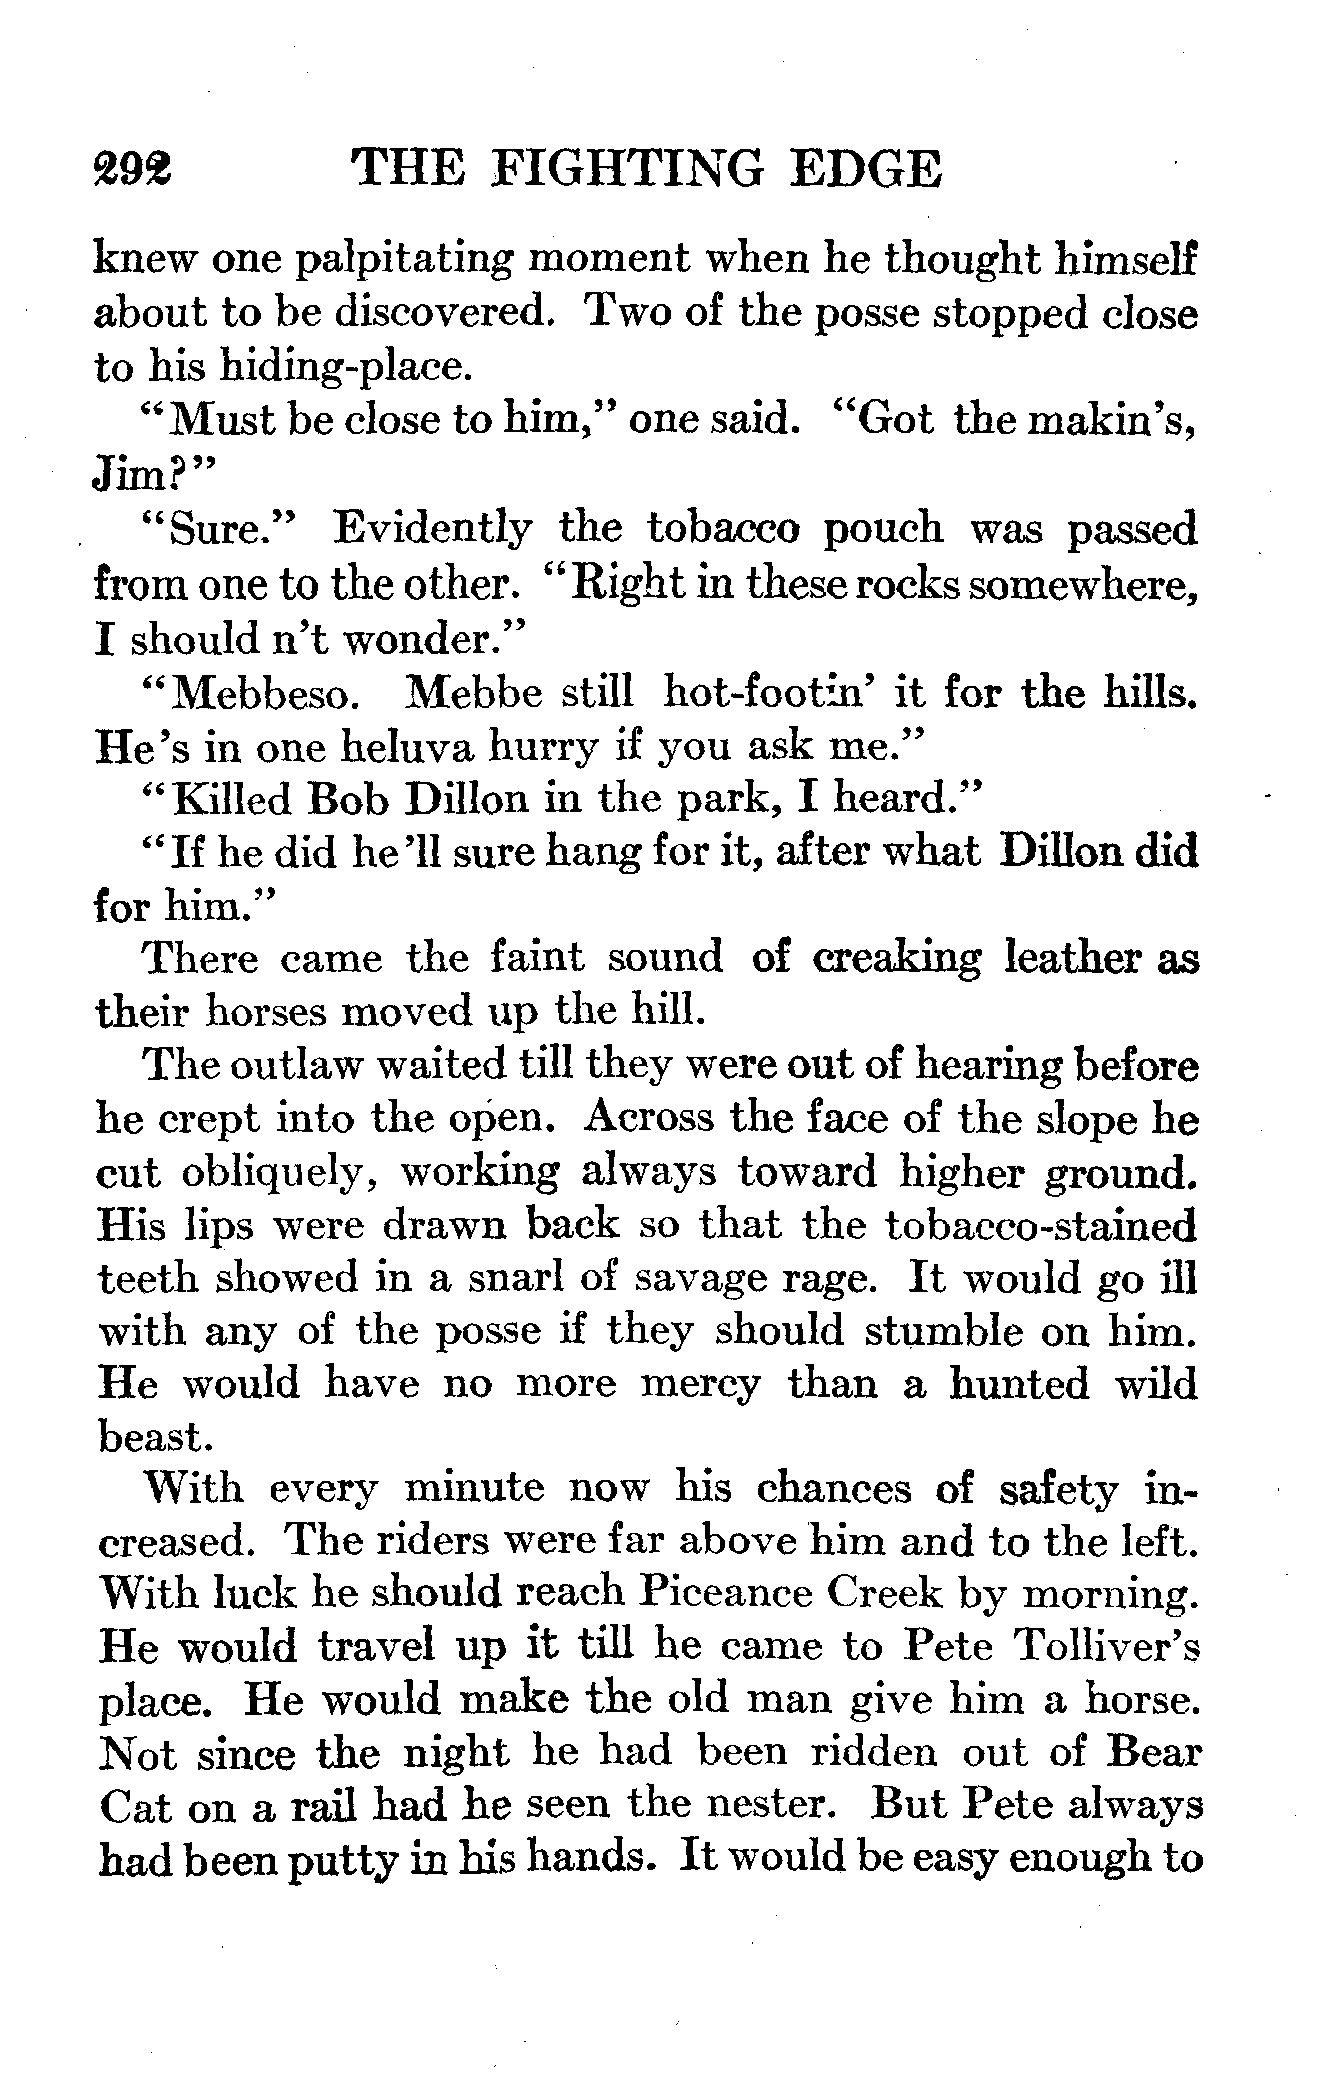 292 THE FIGHTING EDGE
knew one palpitating moment when he thought himself
about to be discovered. Two of the posse stopped close
to his hiding-place.
“Must be close to him,” one said. “Got the makin’s,
Jim?”
“Sure.” Evidently the tobacco pouch was passed
from one to the other. “Right in these rocks somewhere,
I should n’t wonder.”
“Mebbeso. Mebbe still hot-footin’ it for the hills.
He’s in one heluva hurry if you ask me.”
“Killed Bob Dillon in the park, I heard.”
“If he did he’ll sure hang for it, after what Dillon did
for him.”
There came the faint sound of creaking leather as
their horses moved up the hill.
The outlaw waited till they were out of hearing before
he crept into the open. Across the face of the slope he
cut obliquely, working always toward higher ground.
His lips were drawn back so that the tobacco-stained
teeth showed in a snarl of savage rage. It would go ill
with any of the posse if they should stumble on him.
He would have no more mercy than a hunted wild
beast.
With every minute now his chances of safety in-
creased. The riders were far above him and to the left.
With luck he should reach Piceance Creek by morning.
He would travel up it till he came to Pete Tolliver’s
place. He would make the old man give him a horse.
Not since the night he had been ridden out of Bear
Cat on a rail had he seen the nester. But Pete always
had been putty in his hands. It would be easy enough to